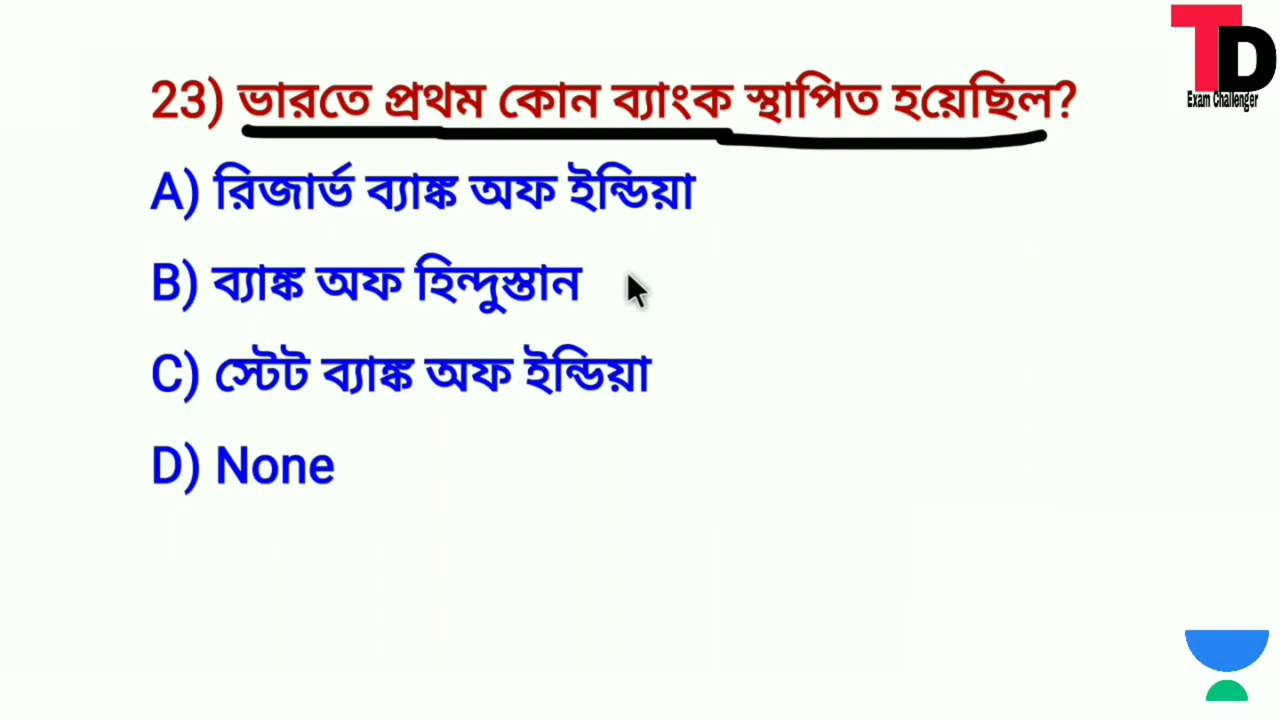 TD
Exam Challenger
23) ভারতে প্রথম কোন ব্যাংক স্থাপিত হয়েছিল?
A) রিজার্ভ ব্যাঙ্ক অফ ইন্ডিয়া
B) ব্যাঙ্ক অফ হিন্দুস্তান
C) স্টেট ব্যাঙ্ক অফ ইন্ডিয়া
D) None